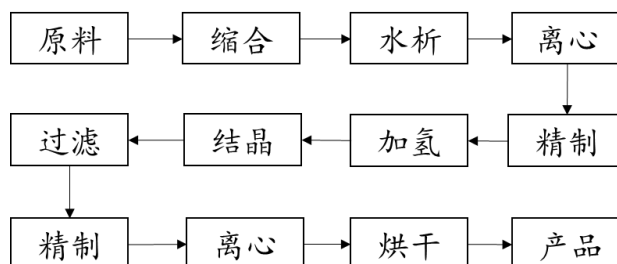 原料 缩合 水析 离心
过滤 结晶 加氢 精制
精制 离心 烘干 产品